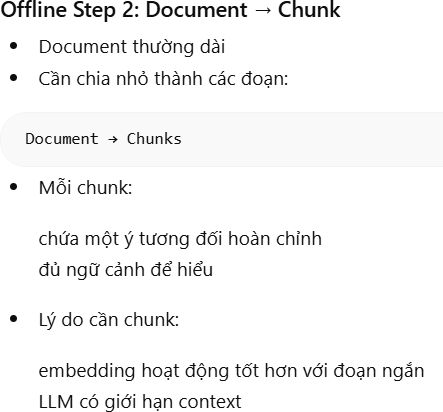 Offline Step 2: Document → Chunk
• Document thường dài
• Cần chia nhỏ thành các đoạn:
Document → Chunks
• Mỗi chunk:
chứa một ý tương đối hoàn chỉnh
đủ ngữ cảnh để hiểu
• Lý do cần chunk:
embedding hoạt động tốt hơn với đoạn ngắn
LLM có giới hạn context